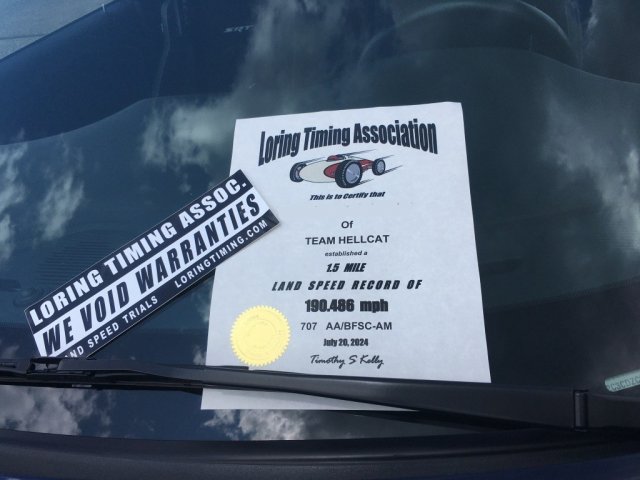 SRT
Loring Timing Association
This is to Certify that
Of
TEAM HELLCAT
established a
1.5 MILE
LAND SPEED RECORD OF
190.486 mph
707 AA/BFSC-AM
July 20, 2024
Timothy S Kelly
LORING TIMING ASSOC.
WE VOID WARRANTIES
LAND SPEED TRIALS LORINGTIMING.COM